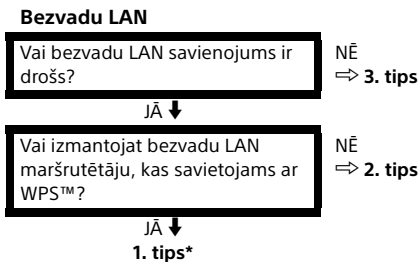 Bezvadu LAN
Vai bezvadu LAN savienojums ir
drošs?
NĒ
⇨ 3. tips
JĀ ⬇
Vai izmantojat bezvadu LAN
maršrutētāju, kas savietojams ar
WPS™?
NĒ
⇨ 2. tips
JĀ ⬇
1. tips*